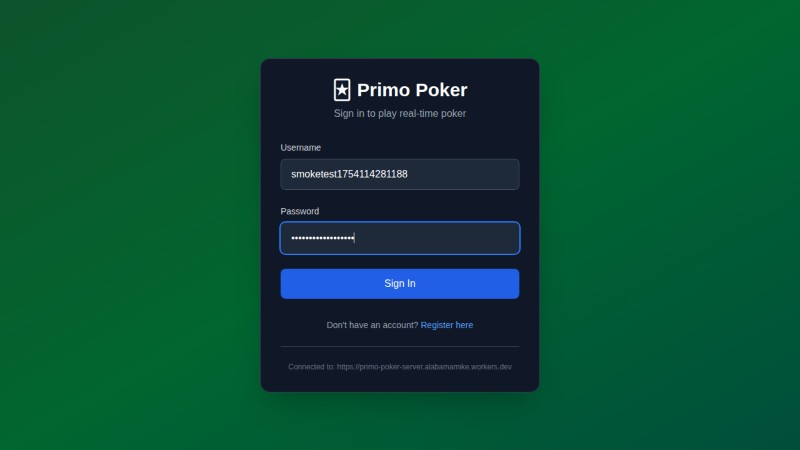 Primo Poker
Sign in to play real-time poker
Username
smoketest1754114281188
Password
••••••••••••••••••
Sign In
Don't have an account? Register here
Connected to: https://primo-poker-server.alabamamike.workers.dev